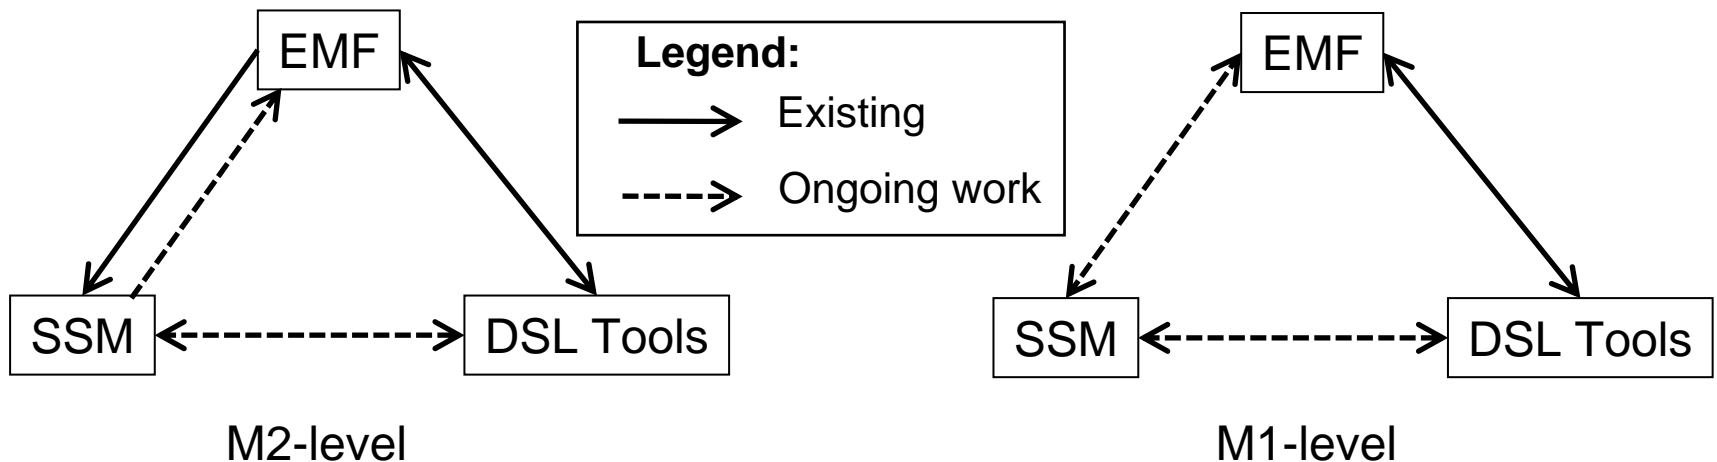 EMF
SSM
DSL Tools
M2-level
Legend:
Existing
Ongoing work
EMF
SSM
DSL Tools
M1-level